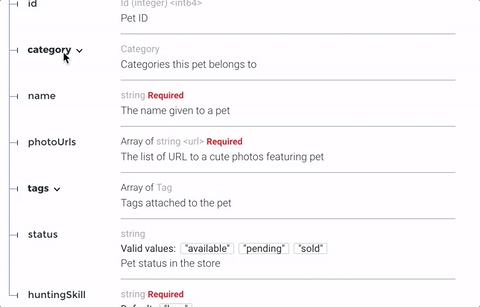 id Id (integer) <int64>
Pet ID
category Category
Categories this pet belongs to
name string Required
The name given to a pet
photoUrls Array of string <url> Required
The list of URL to a cute photos featuring pet
tags Array of Tag
Tags attached to the pet
status string
Valid values: "available" "pending" "sold"
Pet status in the store
huntingSkill string Required